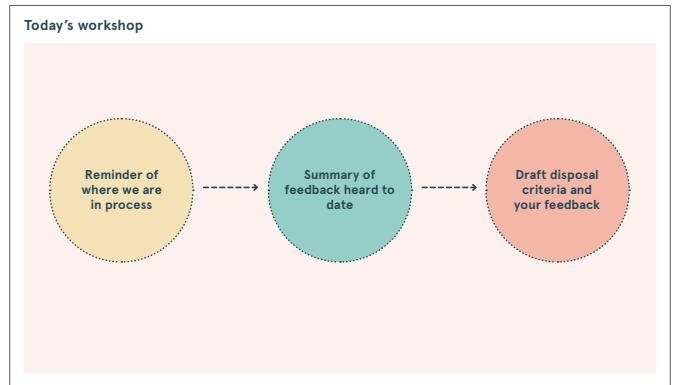 Today’s workshop
Reminder of
where we are
in process
Summary of
feedback heard to
date
Draft disposal
criteria and
your feedback